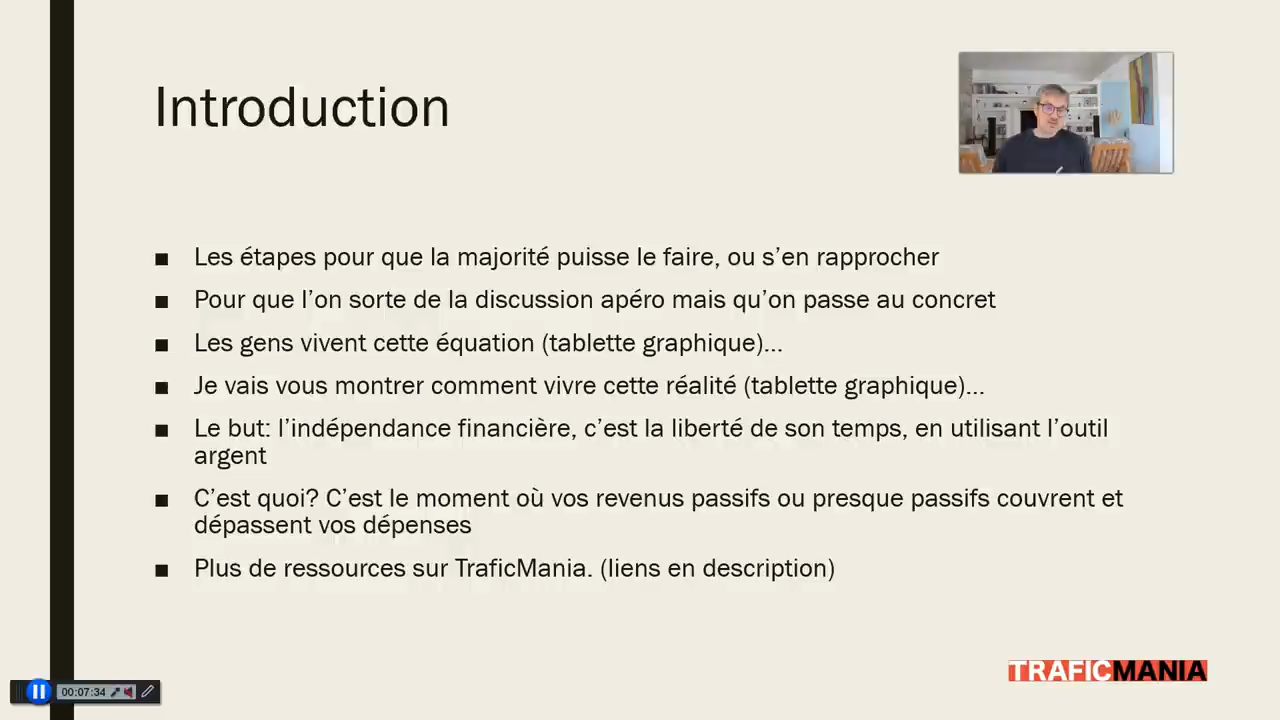 Introduction
■ Les étapes pour que la majorité puisse le faire, ou s’en rapprocher
■ Pour que l’on sorte de la discussion apéro mais qu’on passe au concret
■ Les gens vivent cette équation (tablette graphique)…
■ Je vais vous montrer comment vivre cette réalité (tablette graphique)…
■ Le but: l’indépendance financière, c’est la liberté de son temps, en utilisant l’outil
argent
■ C’est quoi? C’est le moment où vos revenus passifs ou presque passifs couvrent et
dépassent vos dépenses
■ Plus de ressources sur TraficMania. (liens en description)
TRAFICMANIA
00:07:34